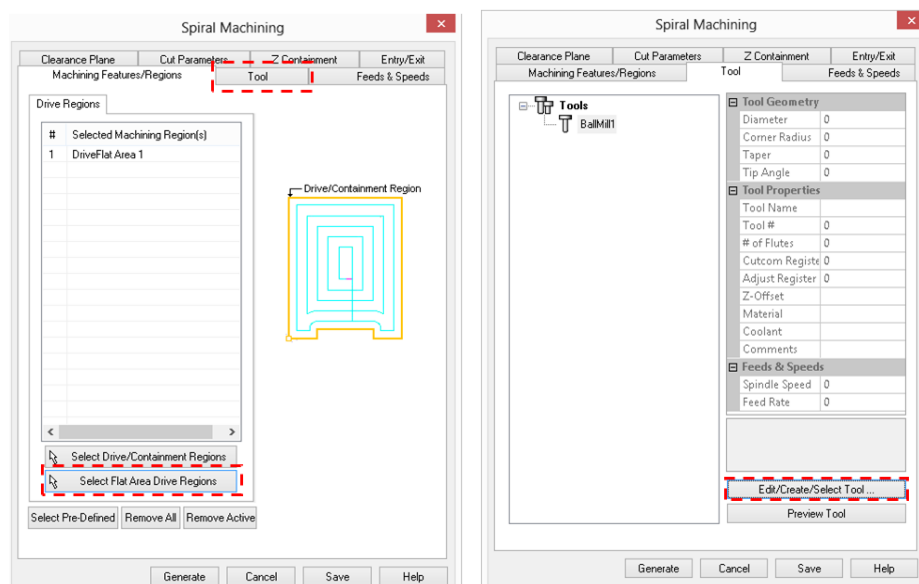 Spiral Machining
Clearance Plane Cut Parameters Z Containment Entry/Exit
Machining Features/Regions Tool Feeds & Speeds
Drive Regions
# Selected Machining Region(s)
1 DriveFlat Area 1
Drive/Containment Region
Select Drive/Containment Regions
Select Flat Area Drive Regions
Select Pre-Defined Remove All Remove Active
Generate Cancel Save Help
Spiral Machining
Clearance Plane Cut Parameters Z Containment Entry/Exit
Machining Features/Regions Tool Feeds & Speeds
Tools
BallMill1
Tool Geometry
Diameter 0
Corner Radius 0
Taper 0
Tip Angle 0
Tool Properties
Tool Name
Tool # 0
# of Flutes 0
Cutcom Registe 0
Adjust Register 0
Z-Offset
Material
Coolant
Comments
Feeds & Speeds
Spindle Speed 0
Feed Rate 0
Edit/Create/Select Tool ...
Preview Tool
Generate Cancel Save Help